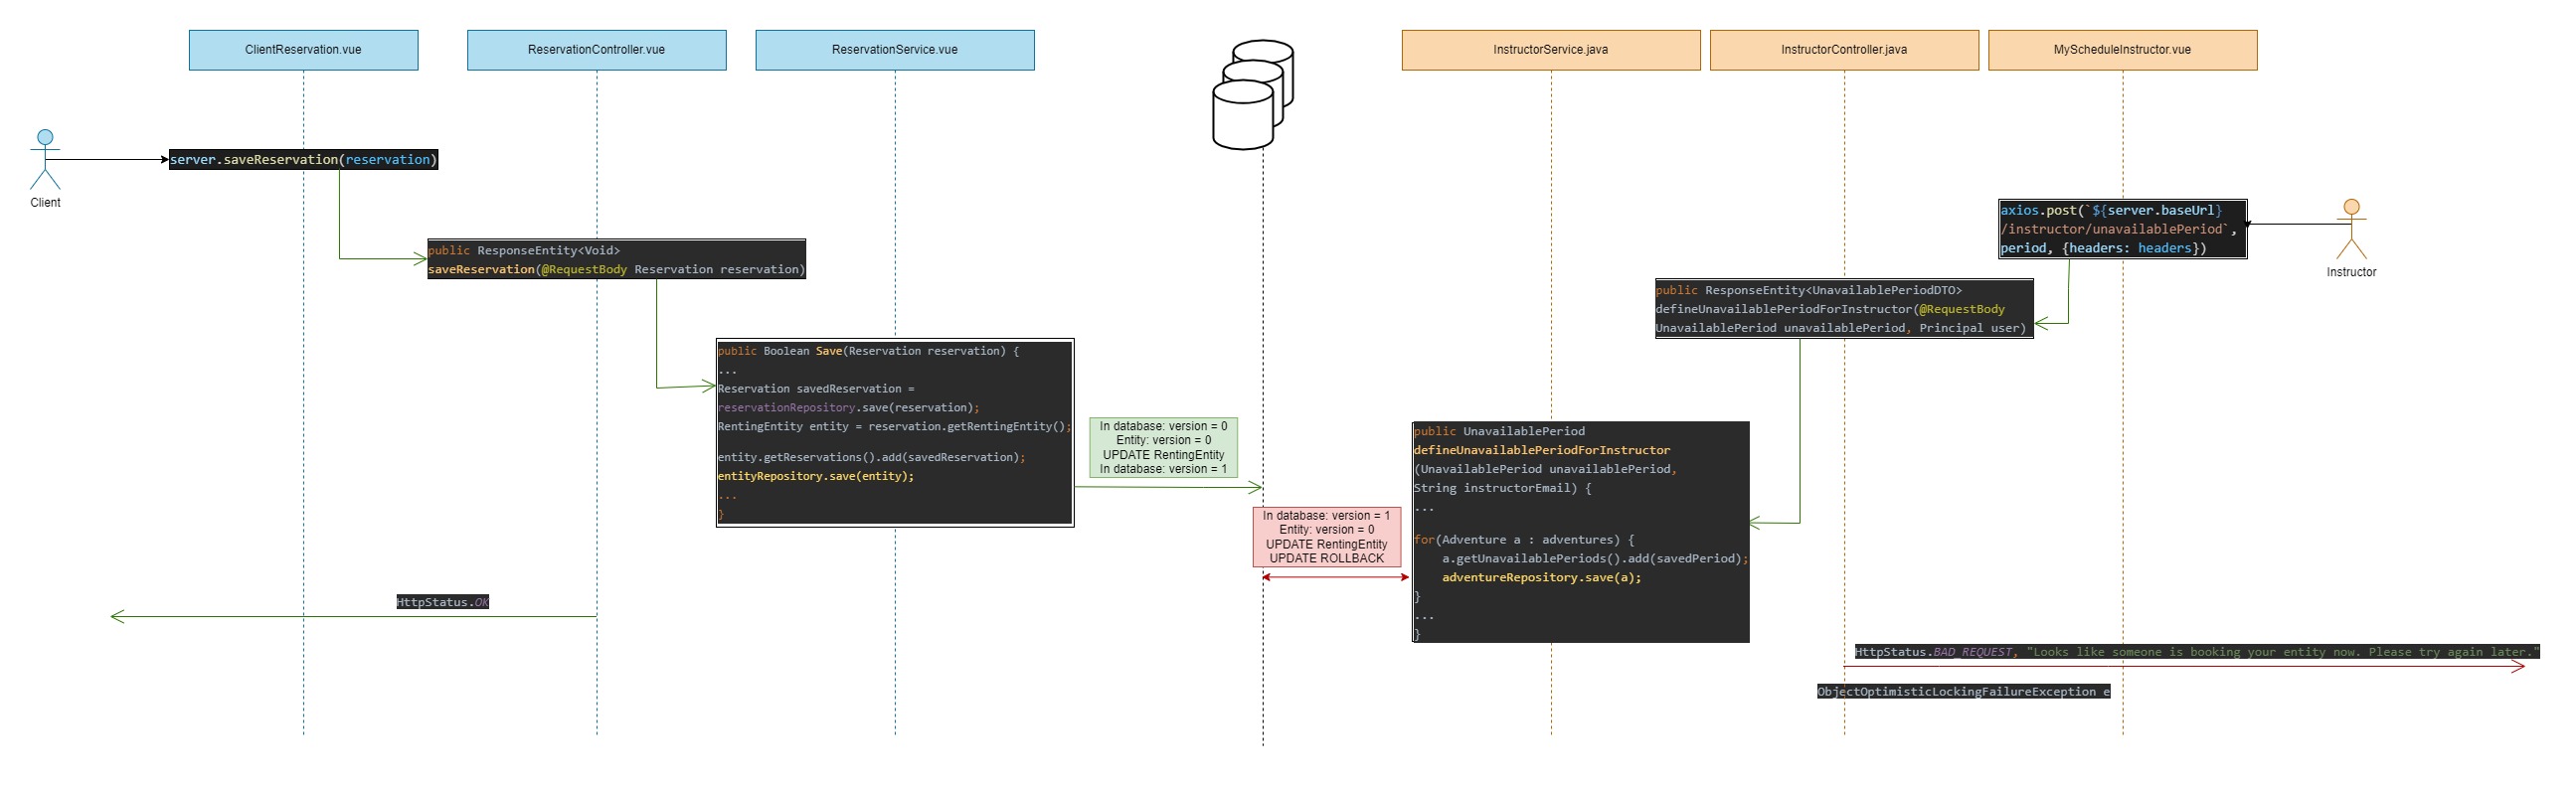 ClientReservation.vue
ReservationController.vue
ReservationService.vue
InstructorService.java
InstructorController.java
MyScheduleInstructor.vue
Client
server.saveReservation(reservation)
public ResponseEntity<Void>
saveReservation(@RequestBody Reservation reservation)
public Boolean Save(Reservation reservation) {
...
Reservation savedReservation =
reservationRepository.save(reservation);
RentingEntity entity = reservation.getRentingEntity();
entity.getReservations().add(savedReservation);
entityRepository.save(entity);
...
}
In database: version = 0
Entity: version = 0
UPDATE RentingEntity
In database: version = 1
In database: version = 1
Entity: version = 0
UPDATE RentingEntity
UPDATE ROLLBACK
HttpStatus.OK
axios.post(`${server.baseUrl}
/instructor/unavailablePeriod`,
period, {headers: headers})
Instructor
public ResponseEntity<UnavailablePeriodDTO>
defineUnavailablePeriodForInstructor(@RequestBody
UnavailablePeriod unavailablePeriod, Principal user)
public UnavailablePeriod
defineUnavailablePeriodForInstructor
(UnavailablePeriod unavailablePeriod,
String instructorEmail) {
...
for(Adventure a : adventures) {
a.getUnavailablePeriods().add(savedPeriod);
adventureRepository.save(a);
}
...
}
HttpStatus.BAD_REQUEST, "Looks like someone is booking your entity now. Please try again later."
ObjectOptimisticLockingFailureException e